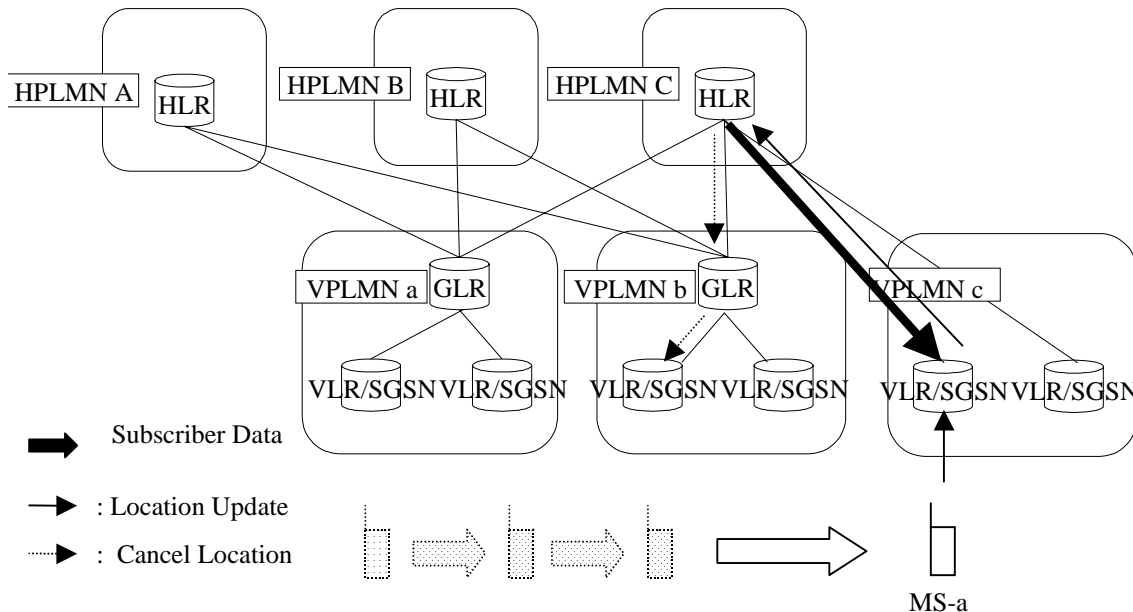 HPLMN A
HLR
HPLMN B
HLR
HPLMN C
HLR
VPLMN a
GLR
VPLMN b
GLR
VPLMN c
VLR/SGSN
VLR/SGSN
VLR/SGSN
VLR/SGSN
VLR/SGSN
VLR/SGSN
Subscriber Data
: Location Update
: Cancel Location
MS-a